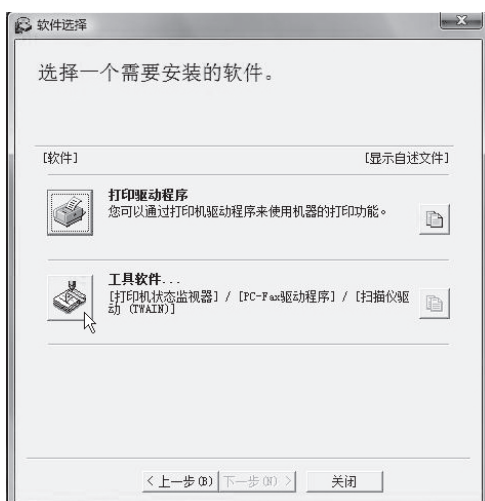 软件选择
选择一个需要安装的软件。
[软件] [显示自述文件]
打印驱动程序
您可以通过打印机驱动程序来使用机器的打印功能。
工具软件...
[打印机状态监视器] / [PC-Fax驱动程序] / [扫描仪驱
动 (TWAIN)]
< 上一步(B) 下一步(N) > 关闭